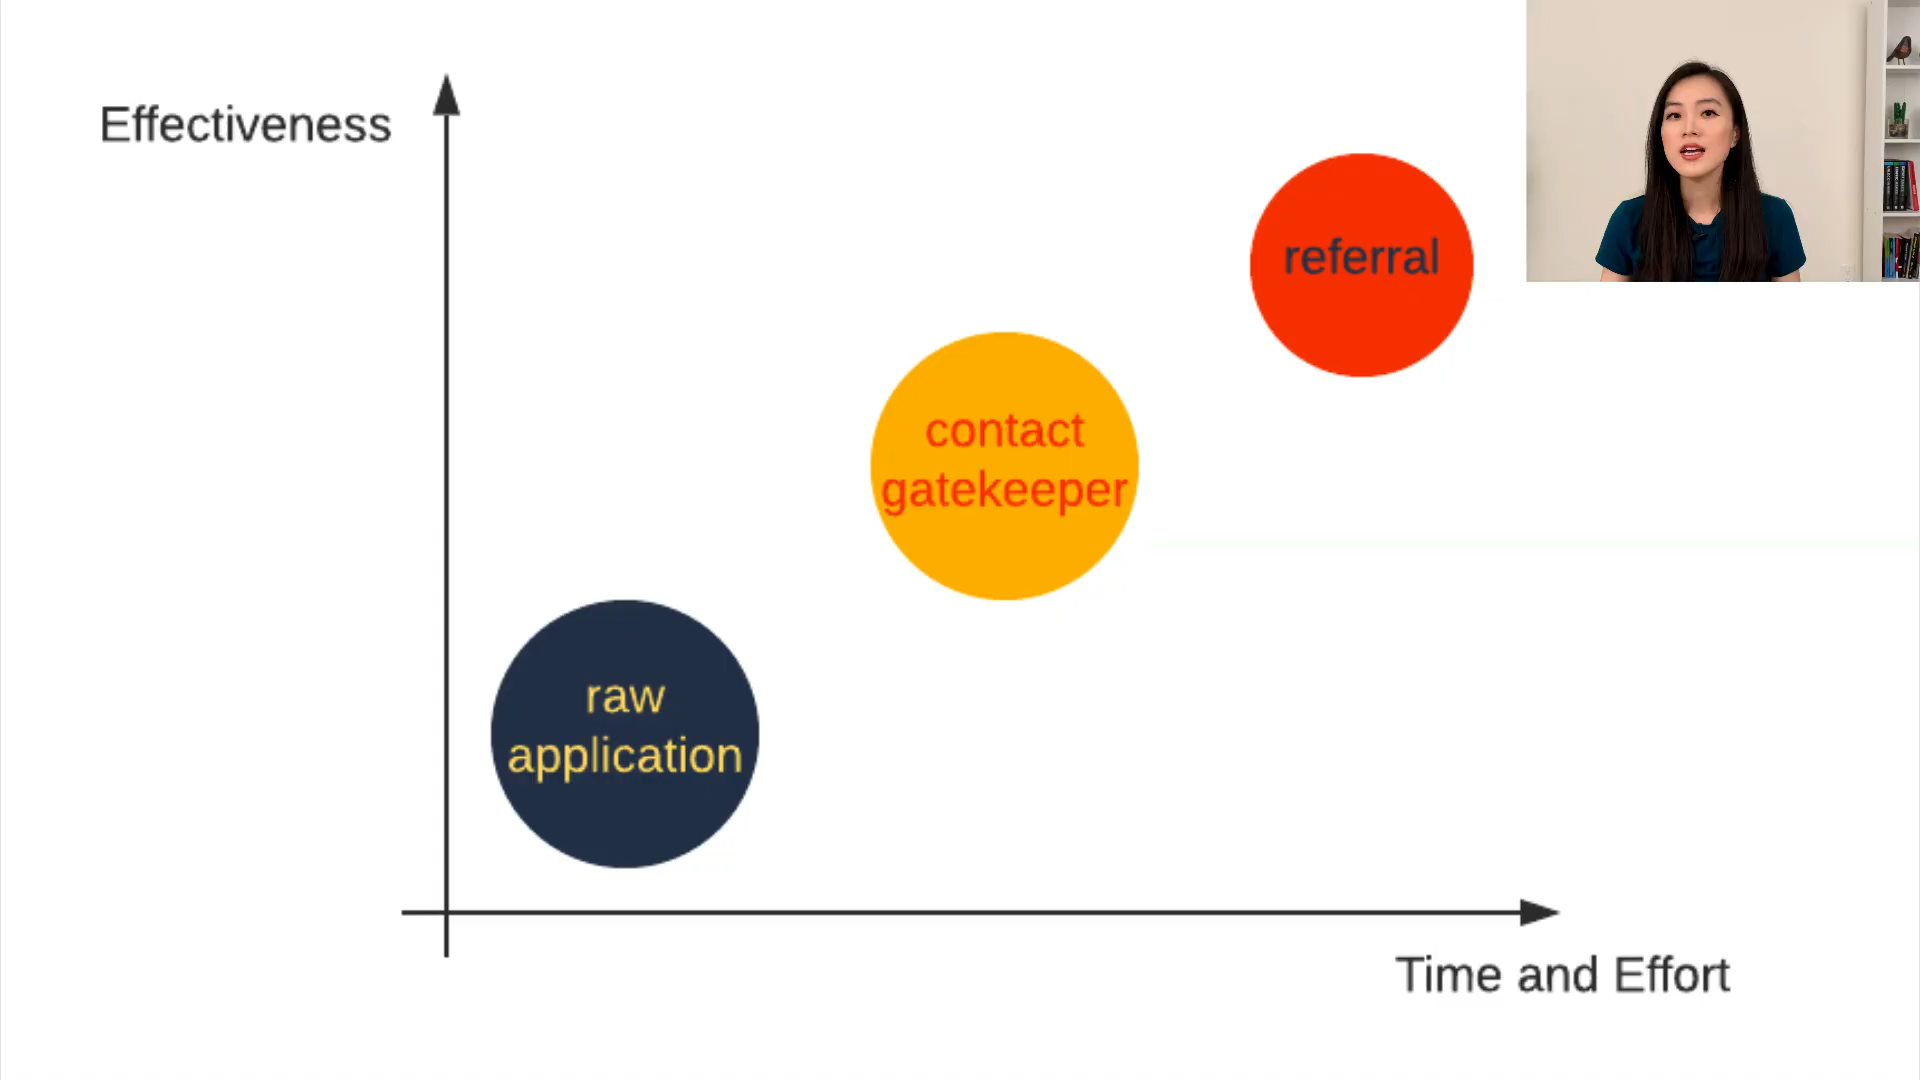 Effectiveness
referral
contact
gatekeeper
raw
application
Time and Effort